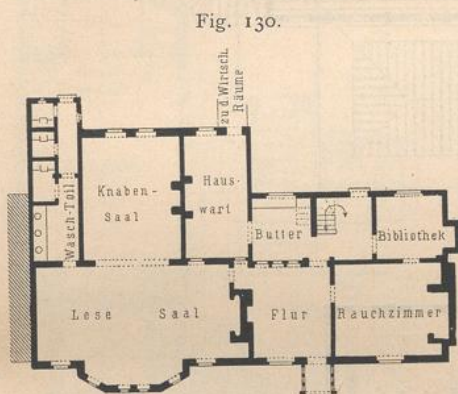 Fig. 130.
zu d. Wirtsch.
Räume
Knaben-
Saal
Haus-
wart
Wasch-Toil
Butter
Bibliothek
Lese Saal
Flur
Rauchzimmer